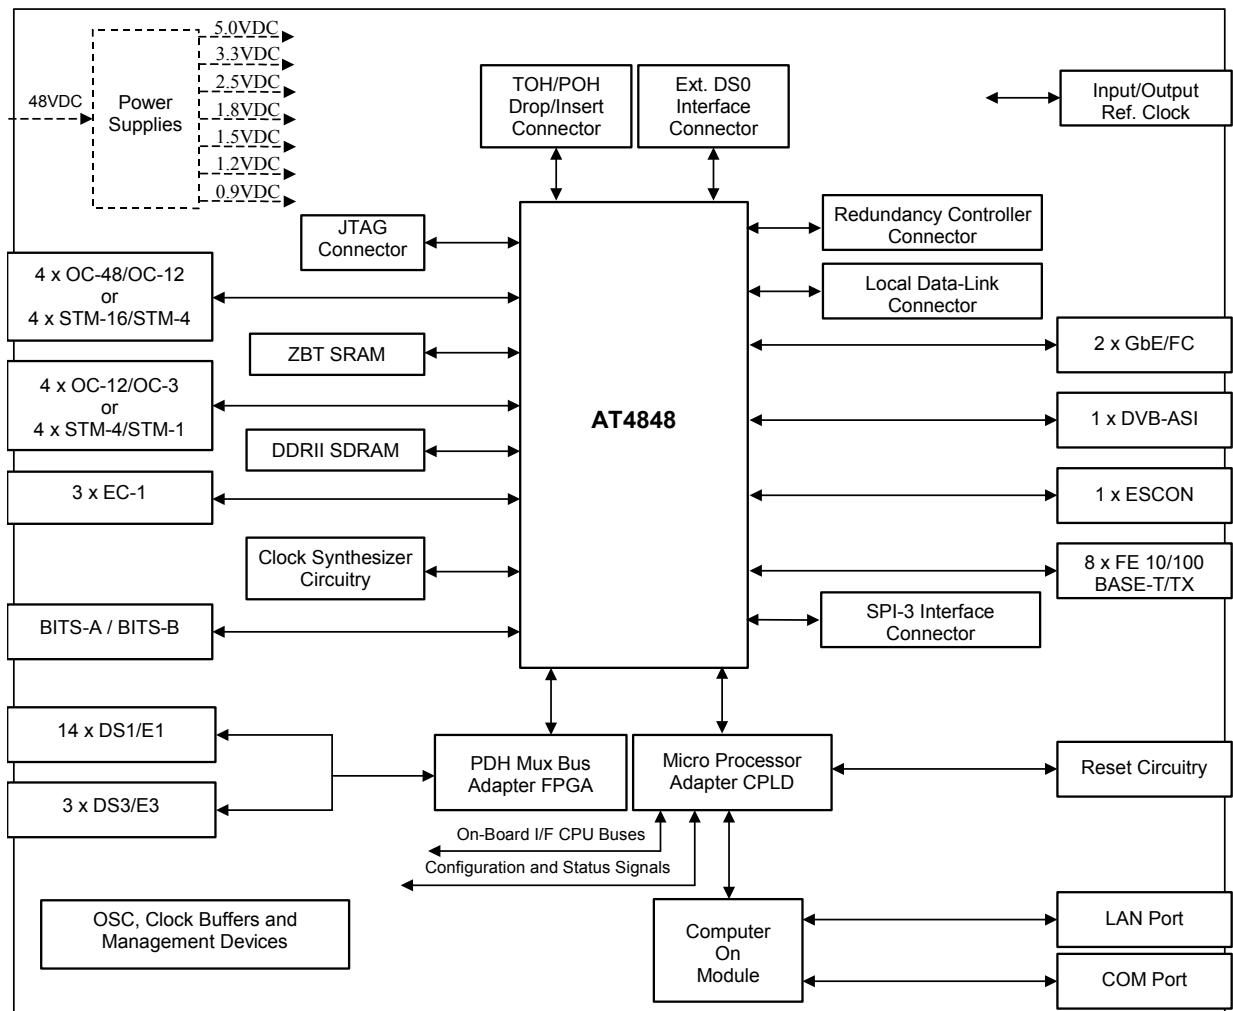 5.0VDC
3.3VDC
2.5VDC
1.8VDC
1.5VDC
1.2VDC
0.9VDC
48VDC
Power
Supplies
TOH/POH
Drop/Insert
Connector
Ext. DS0
Interface
Connector
Input/Output
Ref. Clock
JTAG
Connector
Redundancy Controller
Connector
4 x OC-48/OC-12
or
4 x STM-16/STM-4
Local Data-Link
Connector
ZBT SRAM
2 x GbE/FC
4 x OC-12/OC-3
or
4 x STM-4/STM-1
AT4848
1 x DVB-ASI
DDRII SDRAM
3 x EC-1
1 x ESCON
Clock Synthesizer
Circuitry
8 x FE 10/100
BASE-T/TX
BITS-A / BITS-B
SPI-3 Interface
Connector
14 x DS1/E1
PDH Mux Bus
Adapter FPGA
Micro Processor
Adapter CPLD
Reset Circuitry
3 x DS3/E3
On-Board I/F CPU Buses
Configuration and Status Signals
OSC, Clock Buffers and
Management Devices
Computer
On
Module
LAN Port
COM Port